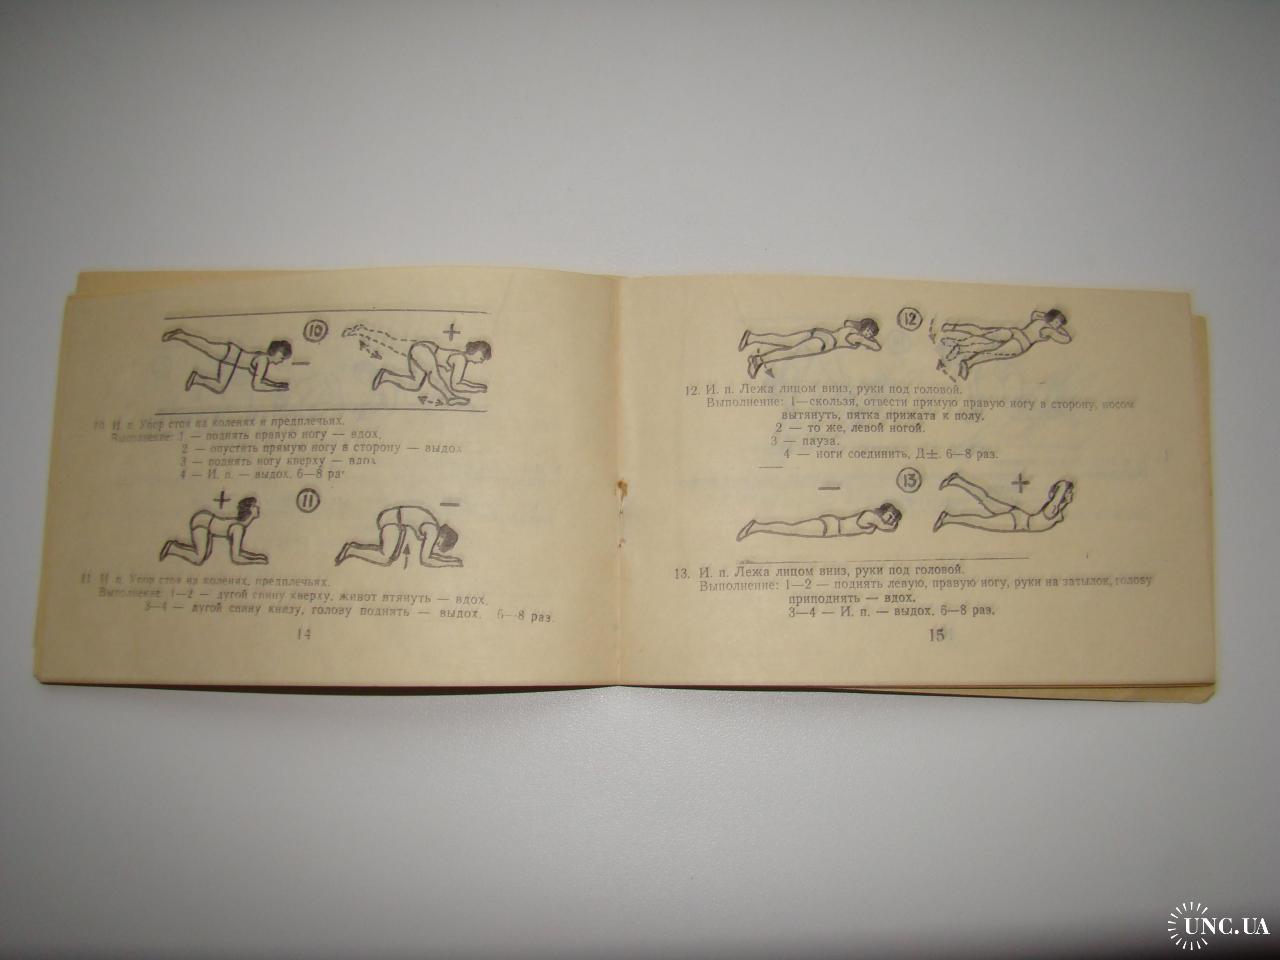 10
− +
10. И. п. Упор стоя на коленях и предплечьях.
Выполнение: 1 — поднять правую ногу — вдох,
2 — опустить прямую ногу в сторону — выдох
3 — поднять ногу кверху — вдох
4 — И. п. — выдох. 6—8 ра
+ 11 −
11. И. п. Упор стоя на коленях, предплечьях.
Выполнение: 1—2 — дугой спину кверху, живот втянуть — вдох,
3—4 — дугой спину книзу, голову поднять — выдох. 6—8 раз.
14
12
12. И. п. Лежа лицом вниз, руки под головой.
Выполнение: 1—скользя, отвести прямую правую ногу в сторону, носом
вытянуть, пятка прижата к полу.
2 — то же, левой ногой.
3 — пауза.
4 — ноги соединить, Д±. 6—8 раз.
− 13 +
13. И. п. Лежа лицом вниз, руки под головой.
Выполнение: 1—2 — поднять левую, правую ногу, руки на затылок, голову
приподнять — вдох.
3—4 — И. п. — выдох. 6—8 раз.
15
UNC.UA